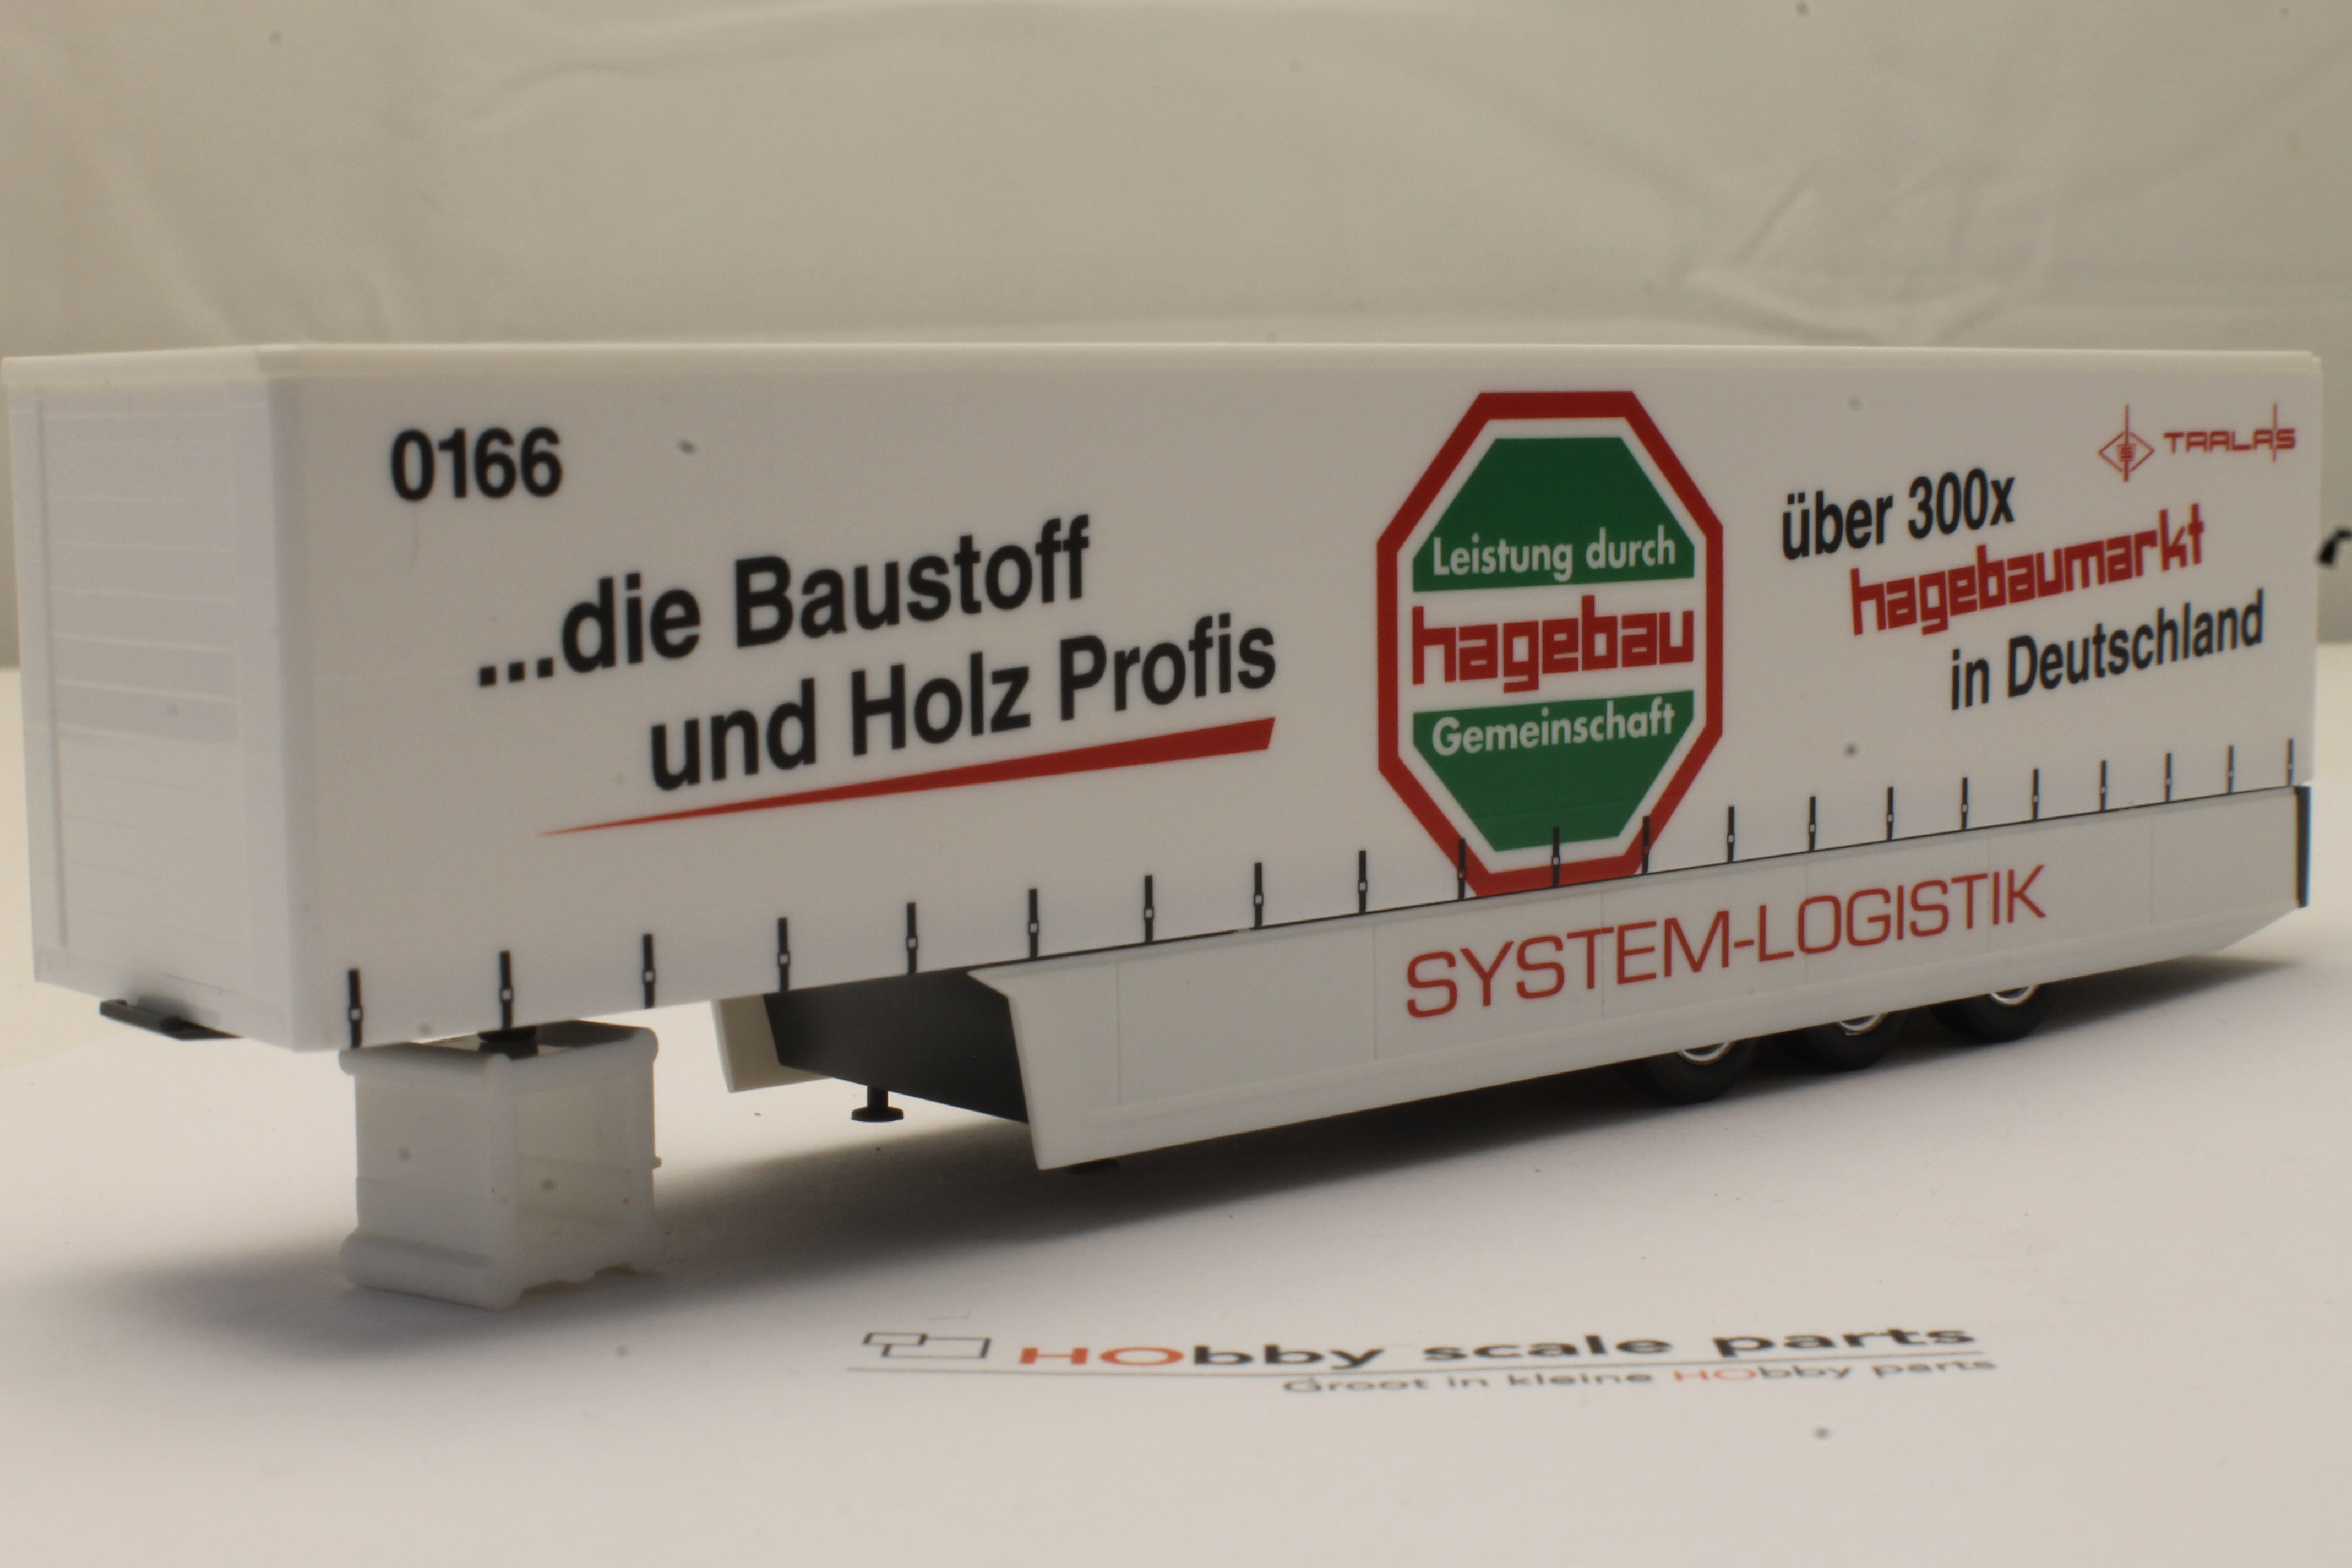 0166
...die Baustoff
und Holz Profis
Leistung durch
hagebau
Gemeinschaft
TRALAS
über 300x
hagebaumarkt
in Deutschland
SYSTEM-LOGISTIK
HObby scale parts
Groot in kleine HObby parts